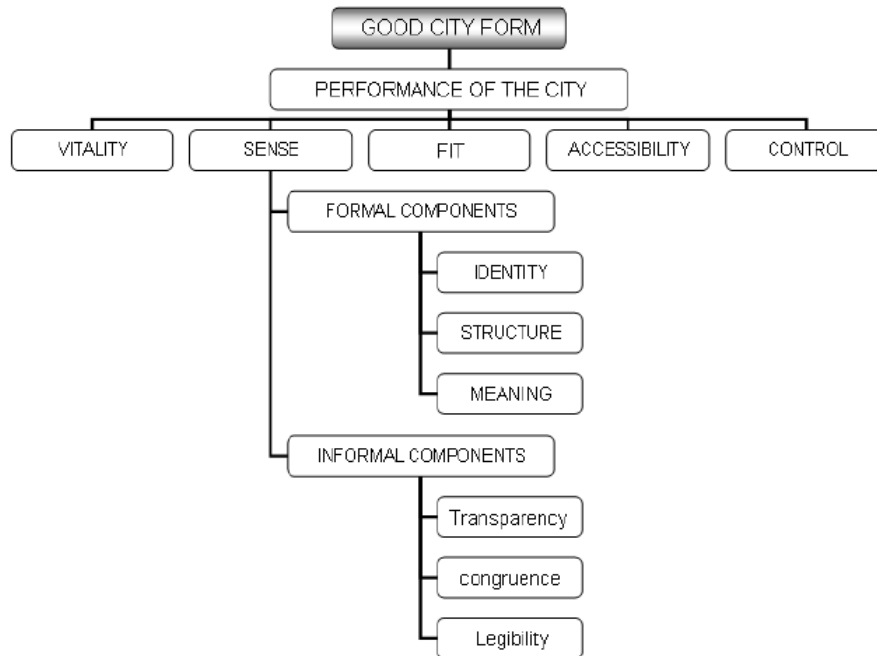 GOOD CITY FORM
PERFORMANCE OF THE CITY
VITALITY
SENSE
FIT
ACCESSIBILITY
CONTROL
FORMAL COMPONENTS
IDENTITY
STRUCTURE
MEANING
INFORMAL COMPONENTS
Transparency
congruence
Legibility